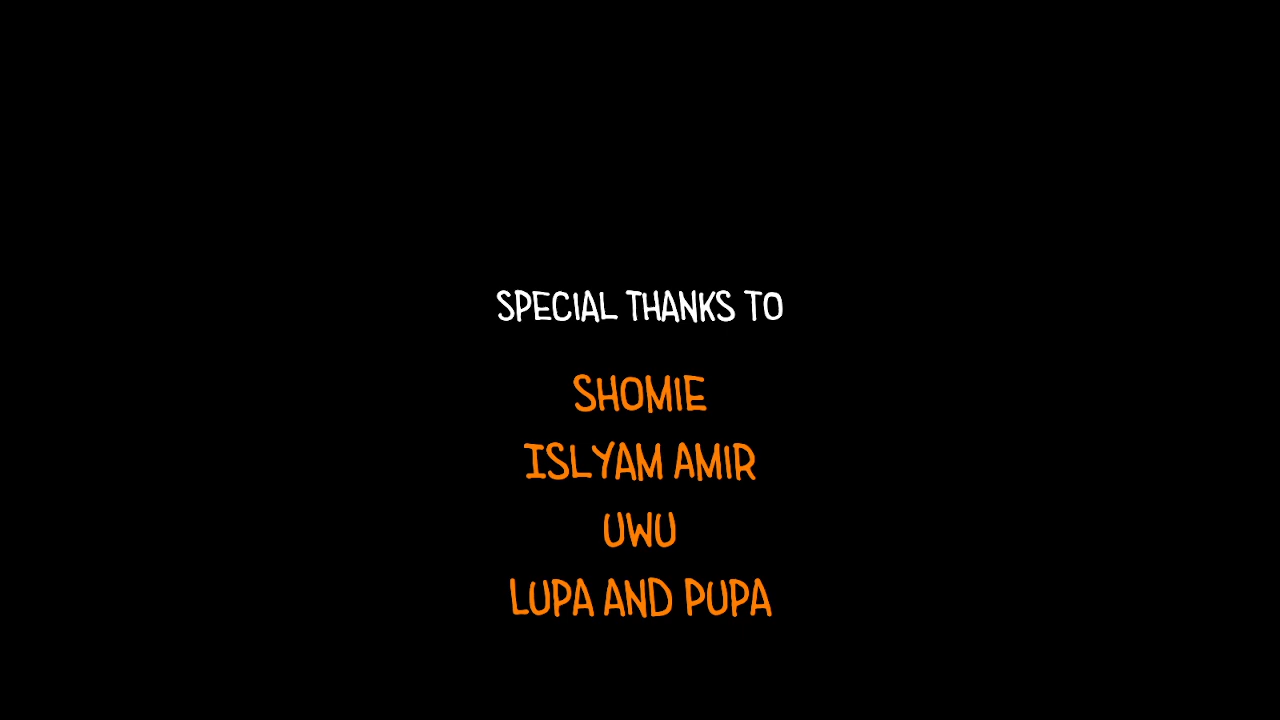 SPECIAL THANKS TO
SHOMIE
ISLYAM AMIR
UWU
LUPA AND PUPA